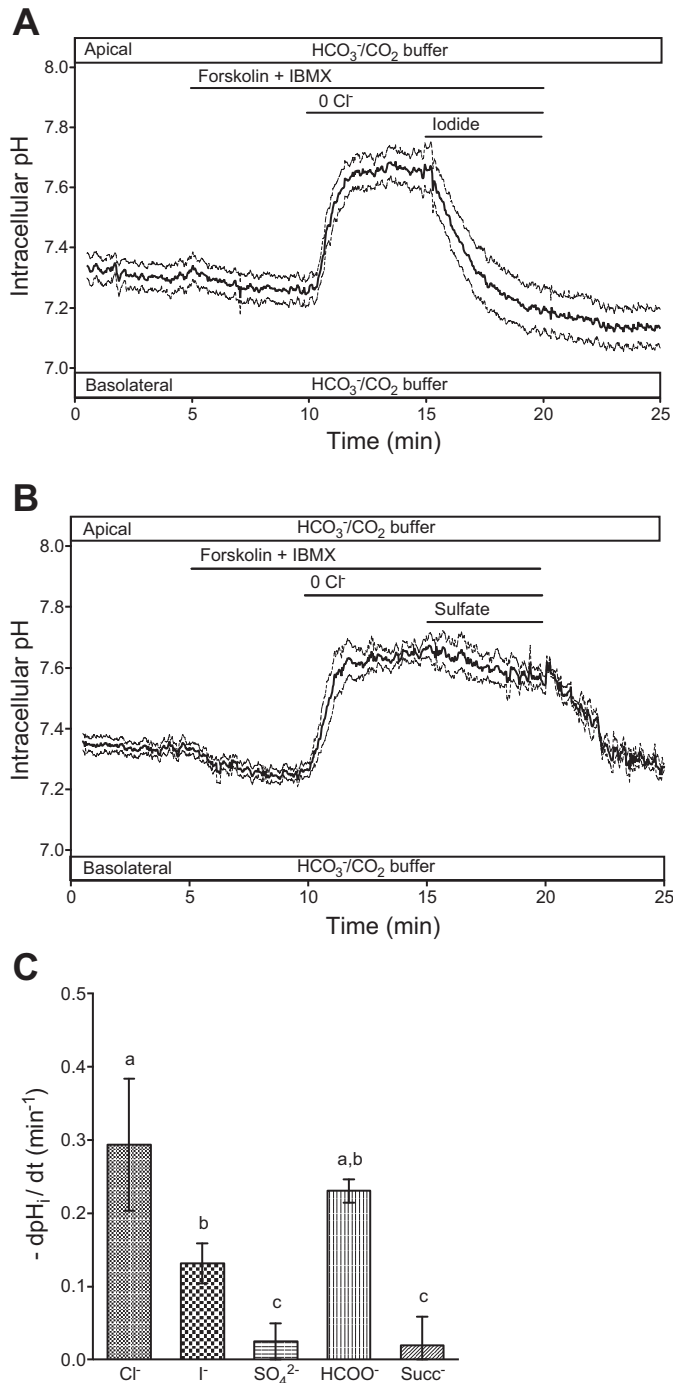 A
Apical HCO₃⁻/CO₂ buffer
8.0
Forskolin + IBMX
0 Cl⁻
7.8
Iodide
7.6
Intracellular pH
7.4
7.2
7.0
Basolateral HCO₃⁻/CO₂ buffer
0 5 10 15 20 25
Time (min)
B
Apical HCO₃⁻/CO₂ buffer
8.0
Forskolin + IBMX
0 Cl⁻
7.8
Sulfate
7.6
Intracellular pH
7.4
7.2
7.0
Basolateral HCO₃⁻/CO₂ buffer
0 5 10 15 20 25
Time (min)
C
0.5
a
0.4
0.3
a,b
- dpHᵢ/ dt (min⁻¹)
b
0.2
0.1
c c
0.0
Cl⁻ I⁻ SO₄²⁻ HCOO⁻ Succ⁻